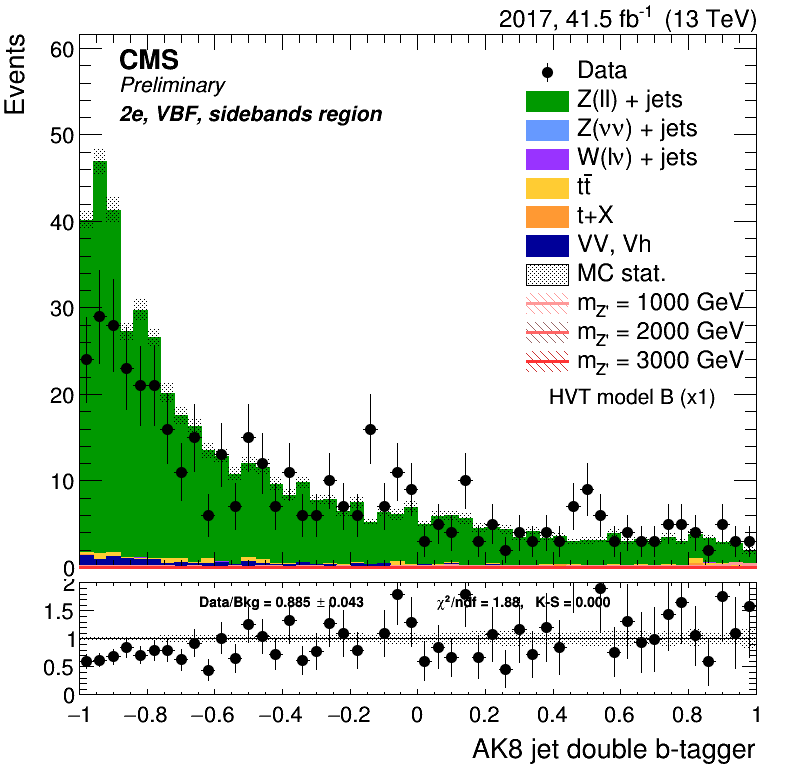 2017, 41.5 fb⁻¹ (13 TeV)
Events
CMS
Preliminary
2e, VBF, sidebands region
Data
Z(ll) + jets
Z(νν) + jets
W(lν) + jets
tt̄
t+X
VV, Vh
MC stat.
m_Z' = 1000 GeV
m_Z' = 2000 GeV
m_Z' = 3000 GeV
HVT model B (x1)
60
50
40
30
20
10
0
Data/Bkg = 0.885 ± 0.043 χ²/ndf = 1.88, K-S = 0.000
2
1.5
1
0.5
0
−1 −0.8 −0.6 −0.4 −0.2 0 0.2 0.4 0.6 0.8 1
AK8 jet double b-tagger